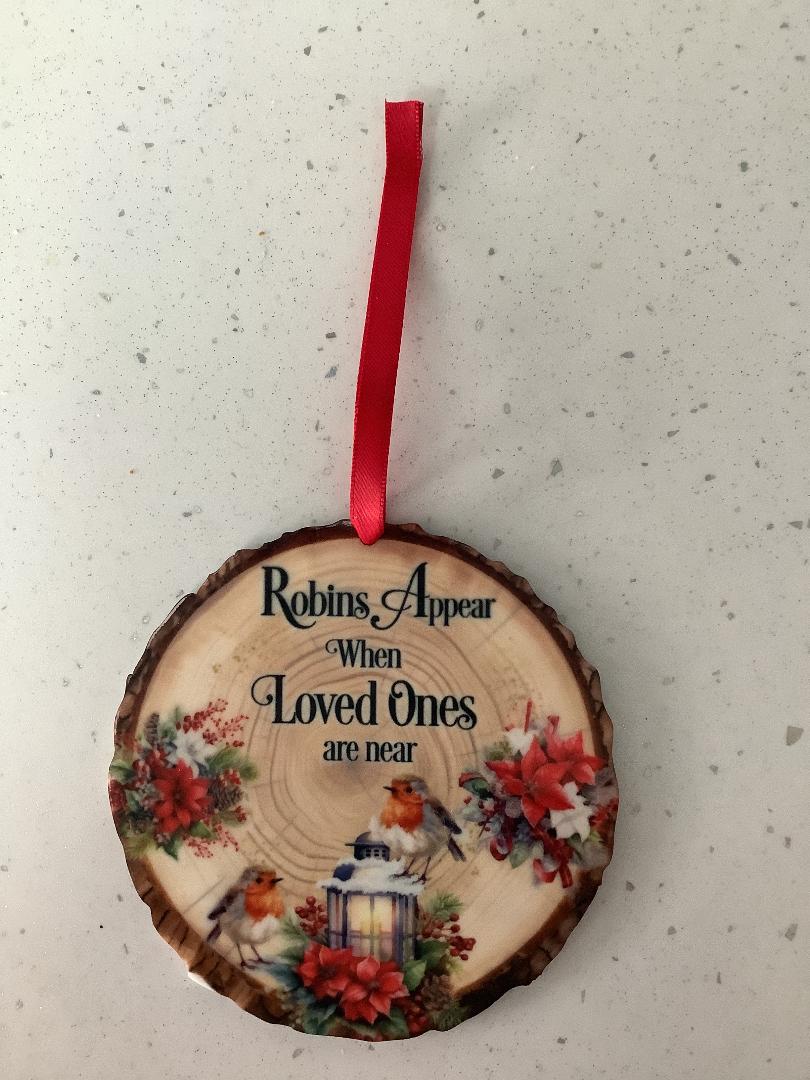 Robins Appear
When
Loved Ones
are near